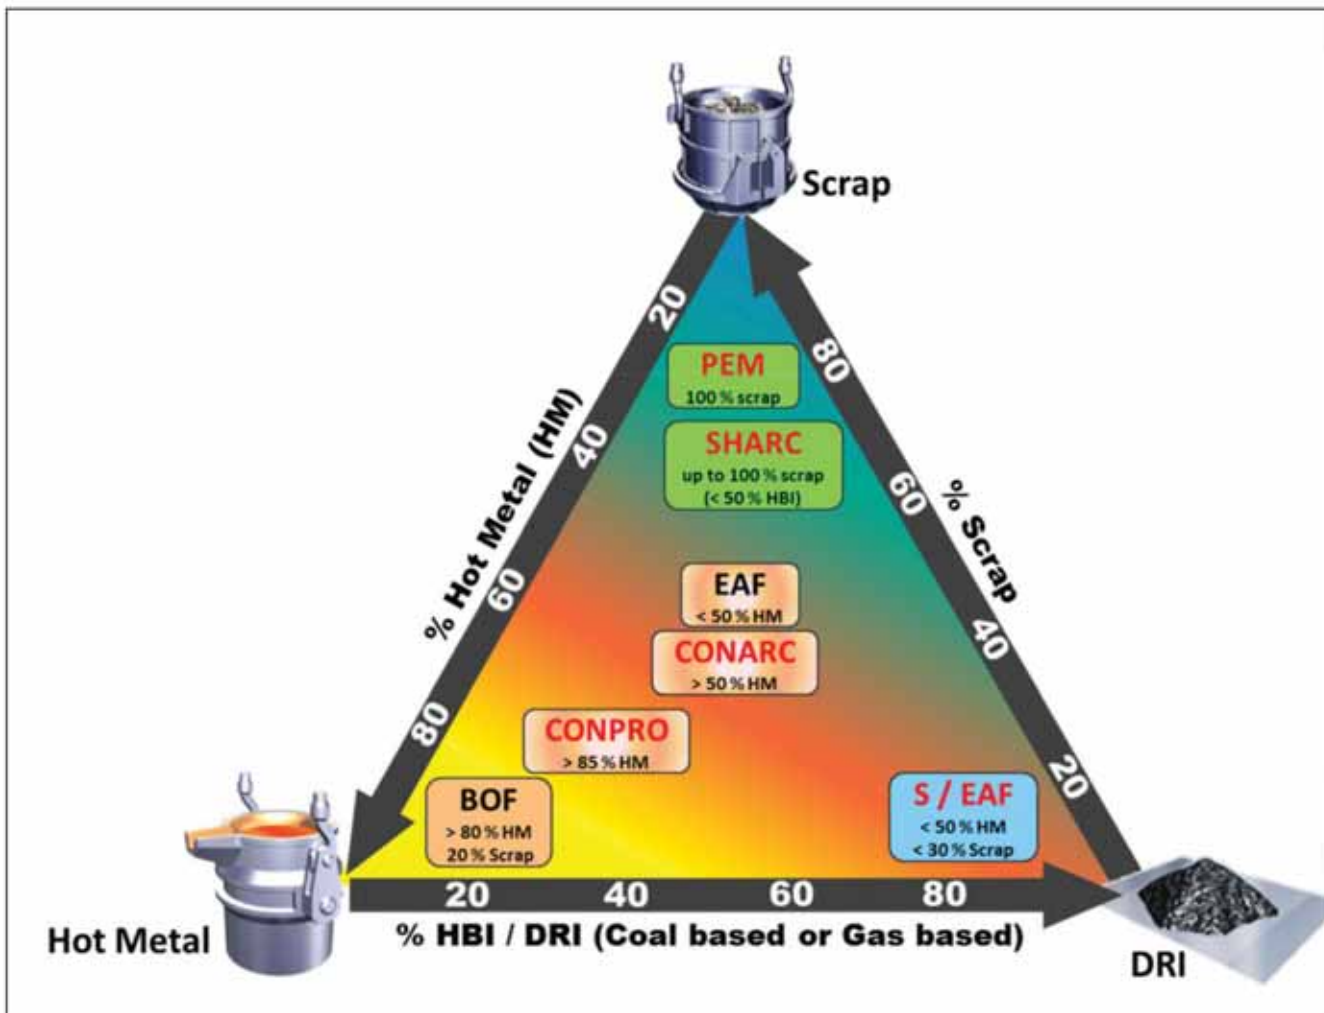 Scrap
20
40
60
80
% Hot Metal (HM)
80
60
40
20
% Scrap
PEM
100 % scrap
SHARC
up to 100 % scrap
(< 50 % HBI)
EAF
< 50 % HM
CONARC
> 50 % HM
CONPRO
> 85 % HM
BOF
> 80 % HM
20 % Scrap
S / EAF
< 50 % HM
< 30 % Scrap
20 40 60 80
% HBI / DRI (Coal based or Gas based)
Hot Metal
DRI